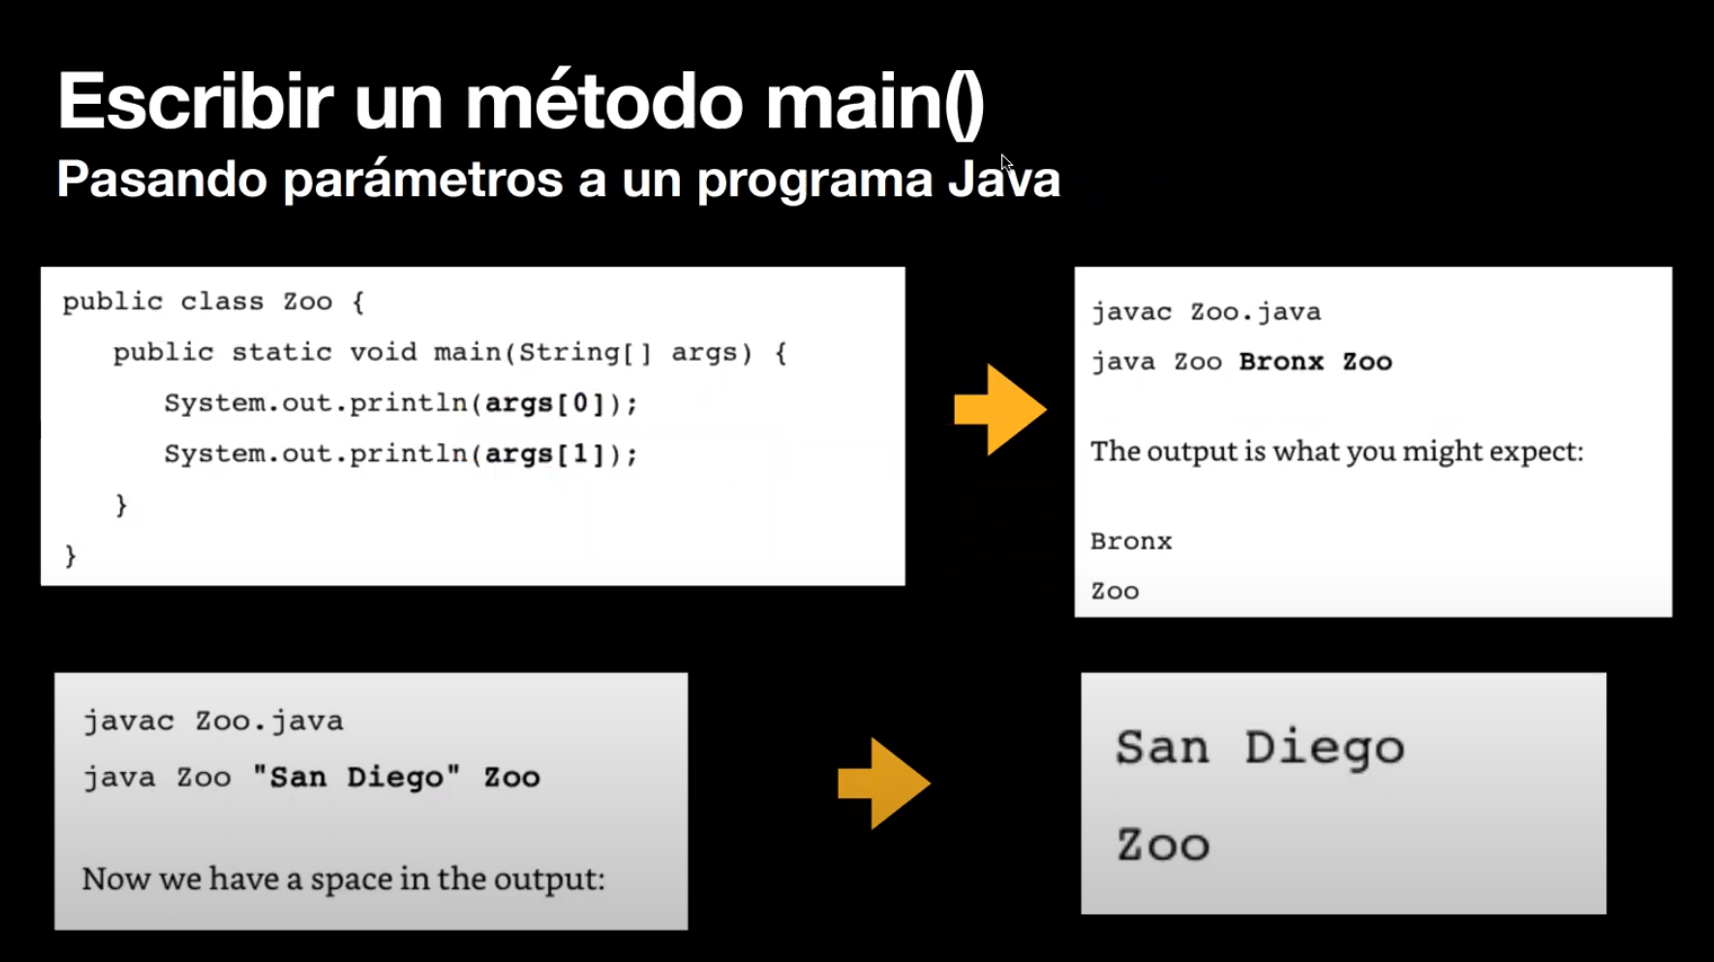 Escribir un método main()
Pasando parámetros a un programa Java
public class Zoo {
public static void main(String[] args) {
System.out.println(args[0]);
System.out.println(args[1]);
}
}
javac Zoo.java
java Zoo Bronx Zoo
The output is what you might expect:
Bronx
Zoo
javac Zoo.java
java Zoo "San Diego" Zoo
Now we have a space in the output:
San Diego
Zoo